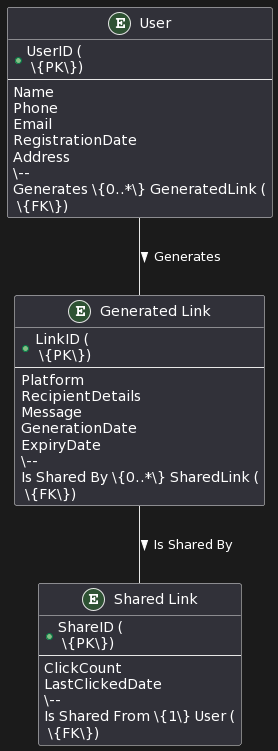 E User
UserID (
\{PK\})
Name
Phone
Email
RegistrationDate
Address
\--
Generates \{0..*\} GeneratedLink (
\{FK\})
Generates
E Generated Link
LinkID (
\{PK\})
Platform
RecipientDetails
Message
GenerationDate
ExpiryDate
\--
Is Shared By \{0..*\} SharedLink (
\{FK\})
Is Shared By
E Shared Link
ShareID (
\{PK\})
ClickCount
LastClickedDate
\--
Is Shared From \{1\} User (
\{FK\})